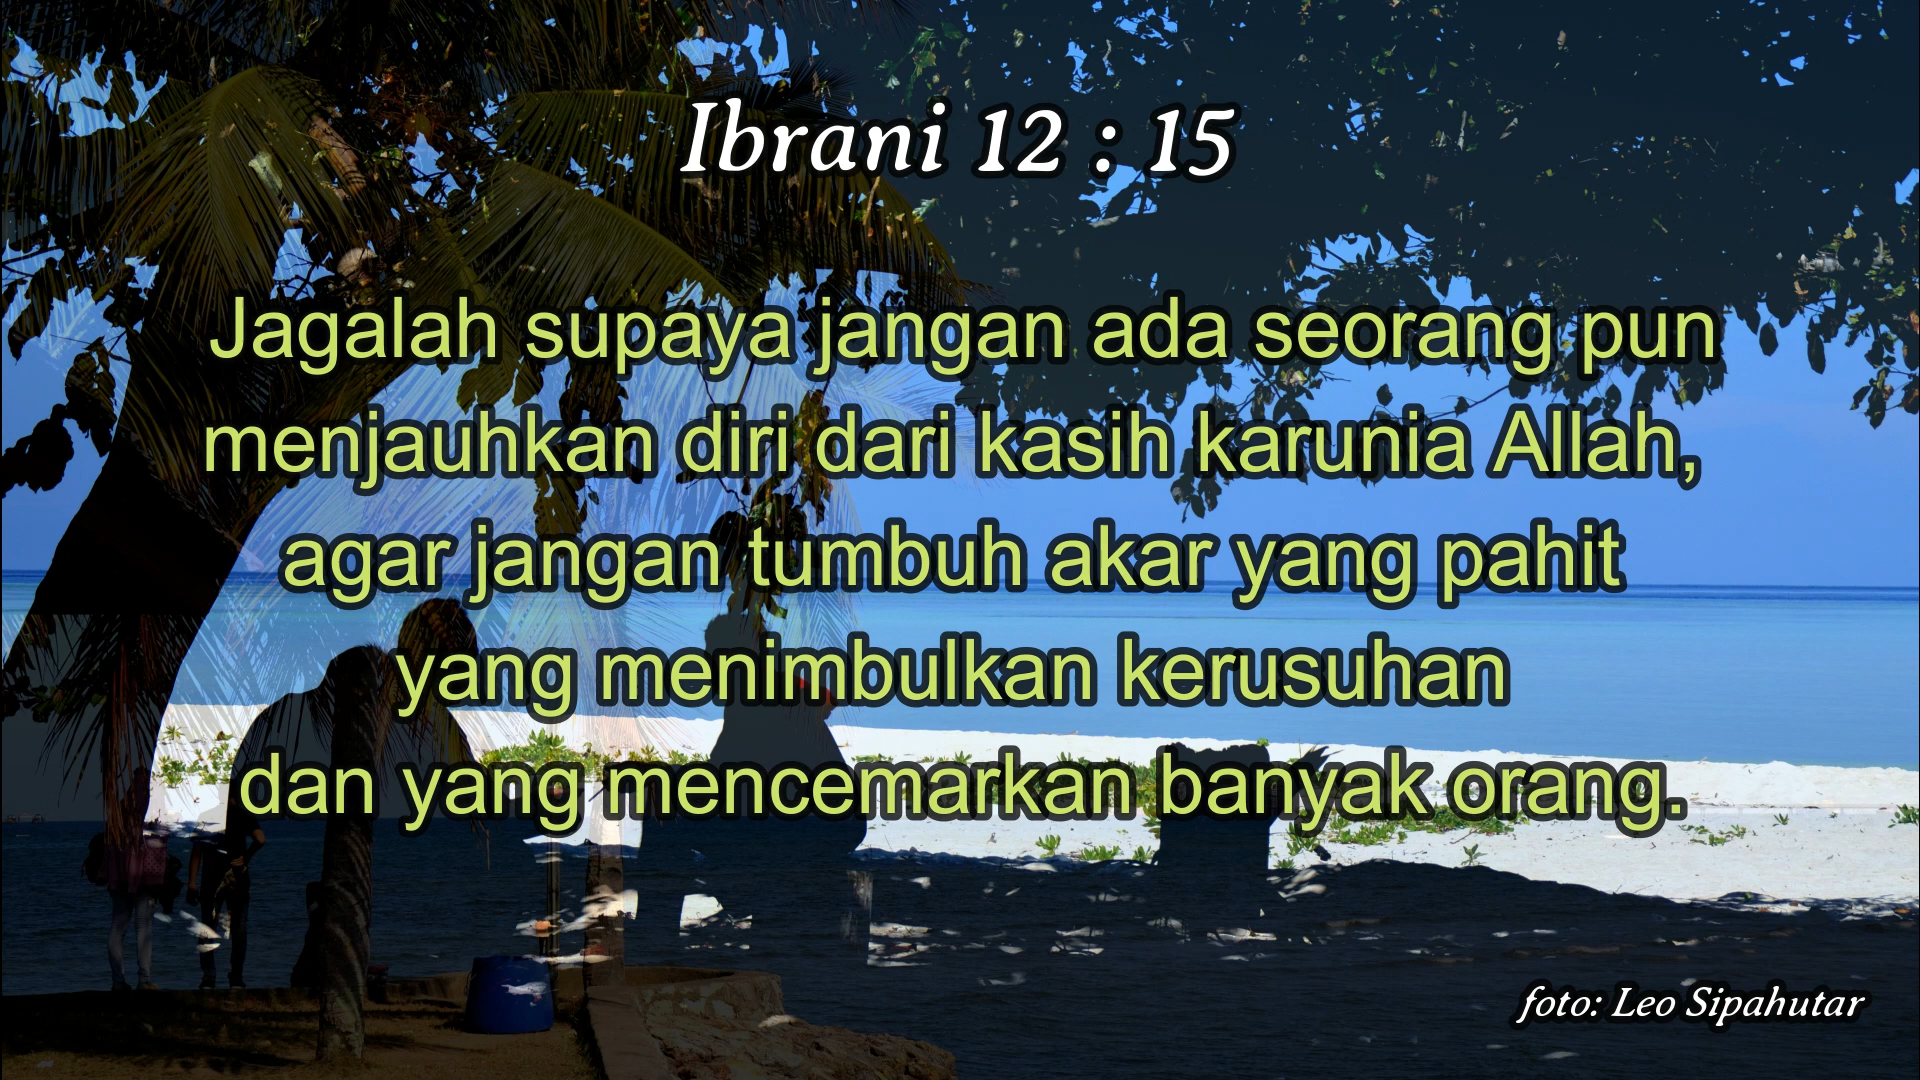 Ibrani 12 : 15
Jagalah supaya jangan ada seorang pun
menjauhkan diri dari kasih karunia Allah,
agar jangan tumbuh akar yang pahit
yang menimbulkan kerusuhan
dan yang mencemarkan banyak orang.
foto: Leo Sipahutar